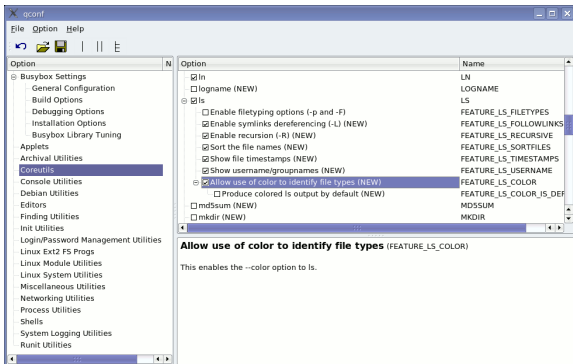 qconf
File Option Help
Option N
Busybox Settings
General Configuration
Build Options
Debugging Options
Installation Options
Busybox Library Tuning
Applets
Archival Utilities
Coreutils
Console Utilities
Debian Utilities
Editors
Finding Utilities
Init Utilities
Login/Password Management Utilities
Linux Ext2 FS Progs
Linux Module Utilities
Linux System Utilities
Miscellaneous Utilities
Networking Utilities
Process Utilities
Shells
System Logging Utilities
Runit Utilities
Option Name
ln LN
logname (NEW) LOGNAME
ls LS
Enable filetyping options (-p and -F) FEATURE_LS_FILETYPES
Enable symlinks dereferencing (-L) (NEW) FEATURE_LS_FOLLOWLINKS
Enable recursion (-R) (NEW) FEATURE_LS_RECURSIVE
Sort the file names (NEW) FEATURE_LS_SORTFILES
Show file timestamps (NEW) FEATURE_LS_TIMESTAMPS
Show username/groupnames (NEW) FEATURE_LS_USERNAME
Allow use of color to identify file types (NEW) FEATURE_LS_COLOR
Produce colored ls output by default (NEW) FEATURE_LS_COLOR_IS_DEF
md5sum (NEW) MD5SUM
mkdir (NEW) MKDIR
Allow use of color to identify file types (FEATURE_LS_COLOR)
This enables the --color option to ls.